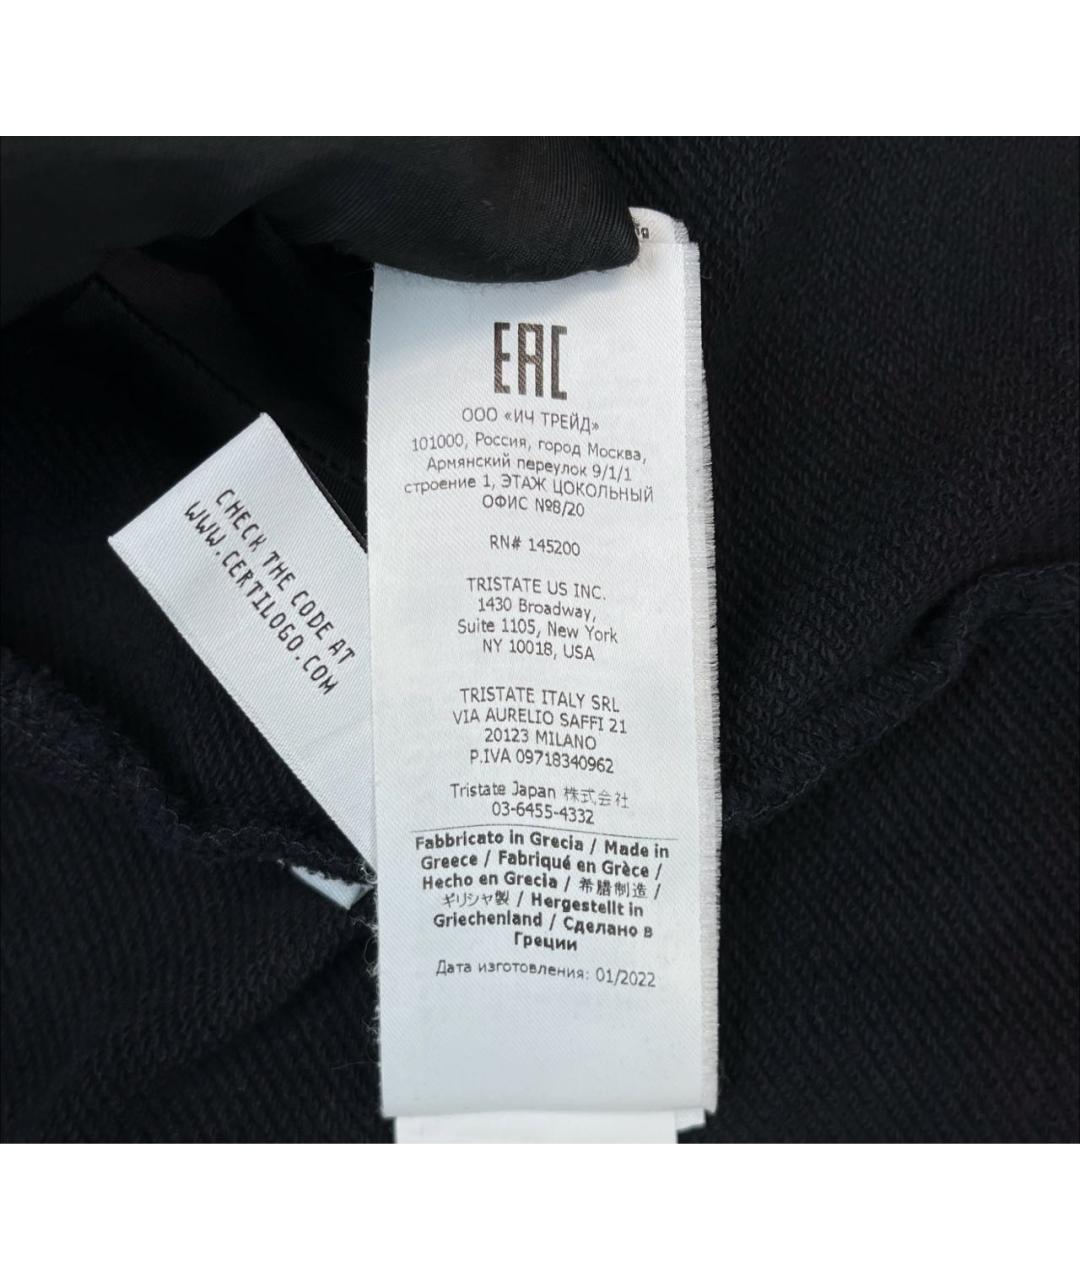 EAC
ООО «ИЧ ТРЕЙД»
101000, Россия, город Москва,
Армянский переулок 9/1/1
строение 1, ЭТАЖ ЦОКОЛЬНЫЙ
ОФИС №8/20
RN# 145200
TRISTATE US INC.
1430 Broadway,
Suite 1105, New York
NY 10018, USA
TRISTATE ITALY SRL
VIA AURELIO SAFFI 21
20123 MILANO
P.IVA 09718340962
Tristate Japan 株式会社
03-6455-4332
Fabbricato in Grecia / Made in
Greece / Fabriqué en Grèce /
Hecho en Grecia / 希腊制造 /
ギリシャ製 / Hergestellt in
Griechenland / Сделано в
Греции
Дата изготовления: 01/2022
CHECK THE CODE AT
WWW.CERTILOGO.COM